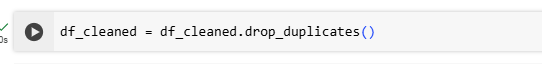 0s
df_cleaned = df_cleaned.drop_duplicates()